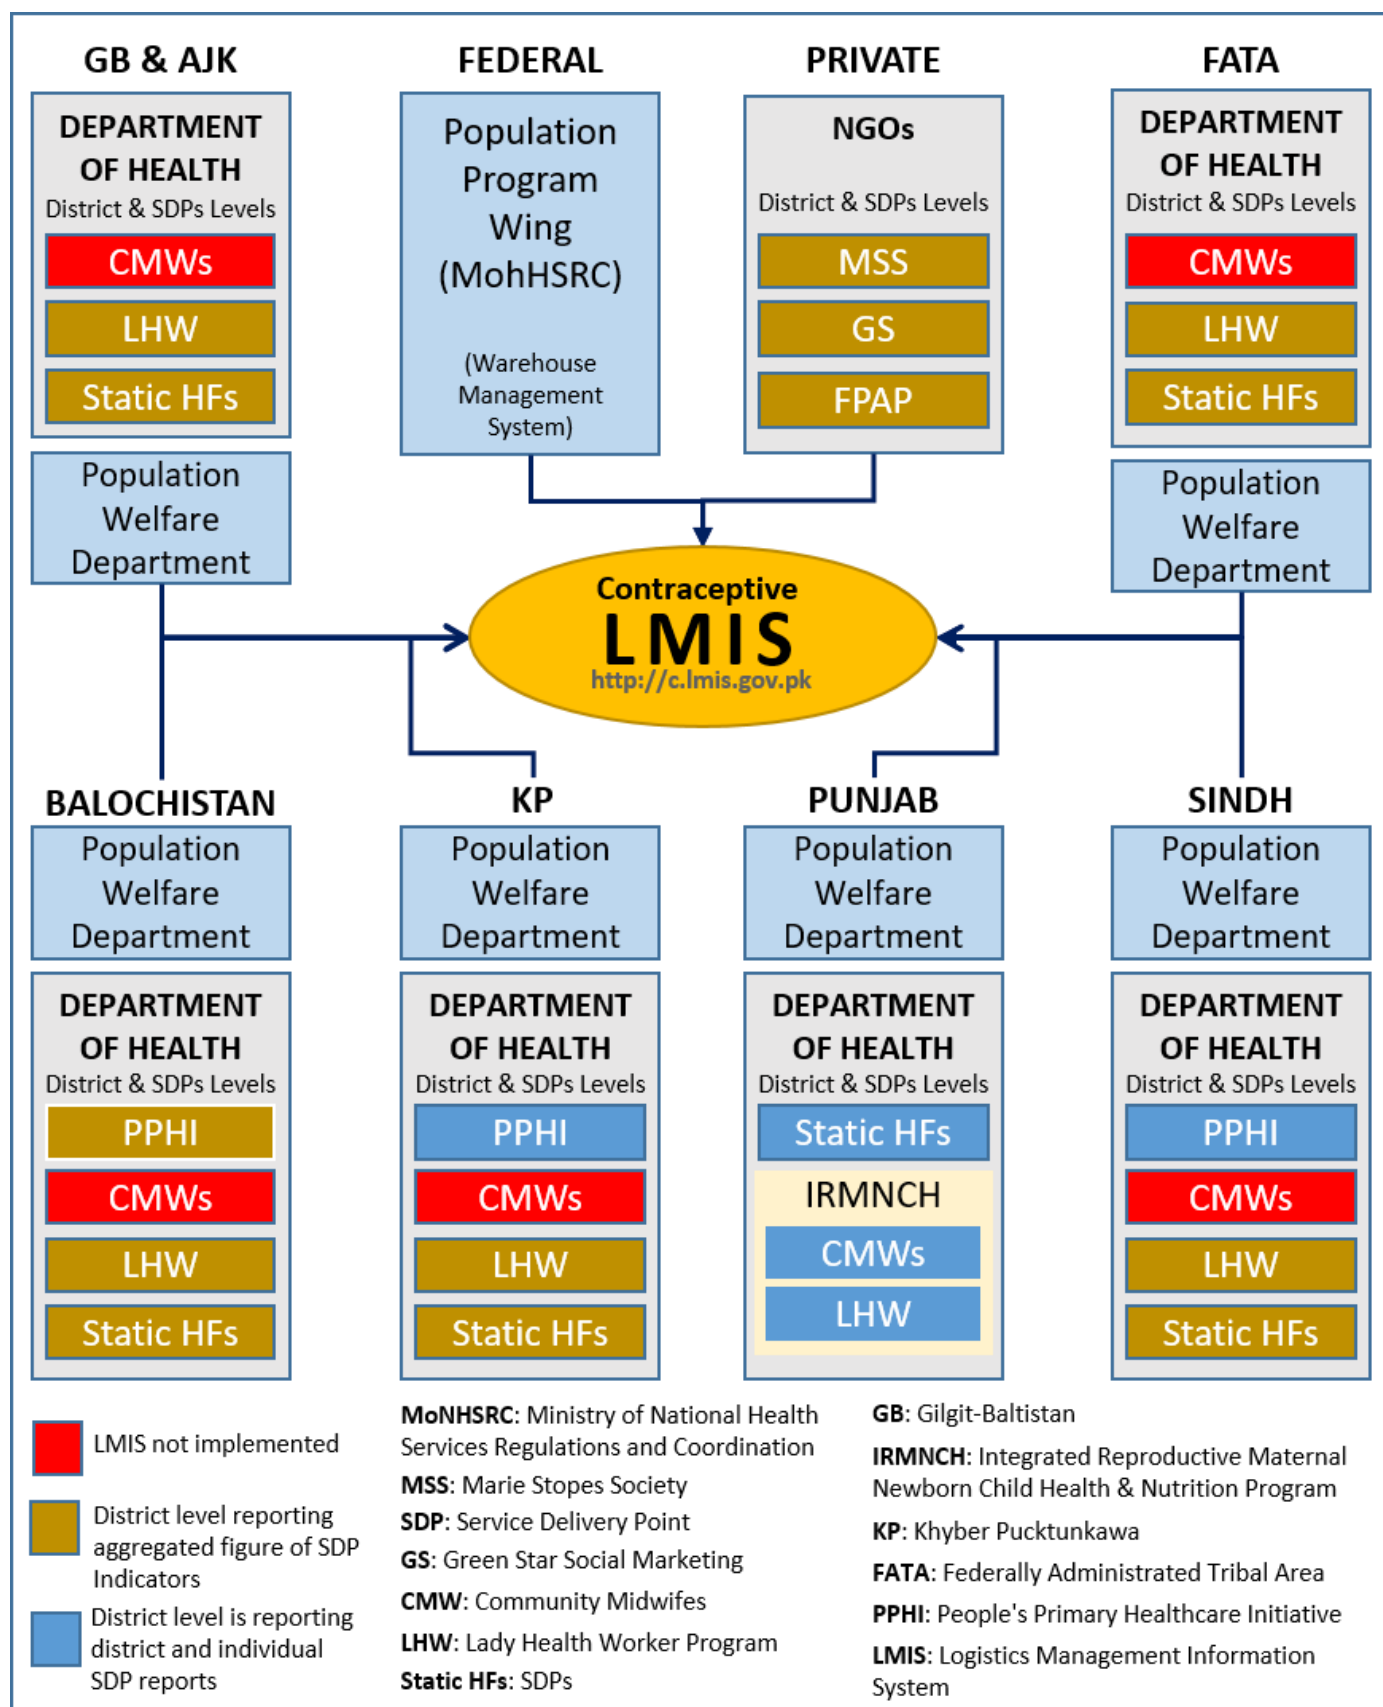 GB & AJK
DEPARTMENT
OF HEALTH
District & SDPs Levels
CMWs
LHW
Static HFs
Population
Welfare
Department
FEDERAL
Population
Program
Wing
(MohHSRC)
(Warehouse
Management
System)
PRIVATE
NGOs
District & SDPs Levels
MSS
GS
FPAP
FATA
DEPARTMENT
OF HEALTH
District & SDPs Levels
CMWs
LHW
Static HFs
Population
Welfare
Department
Contraceptive
LMIS
http://c.lmis.gov.pk
BALOCHISTAN
Population
Welfare
Department
DEPARTMENT
OF HEALTH
District & SDPs Levels
PPHI
CMWs
LHW
Static HFs
KP
Population
Welfare
Department
DEPARTMENT
OF HEALTH
District & SDPs Levels
PPHI
CMWs
LHW
Static HFs
PUNJAB
Population
Welfare
Department
DEPARTMENT
OF HEALTH
District & SDPs Levels
Static HFs
IRMNCH
CMWs
LHW
SINDH
Population
Welfare
Department
DEPARTMENT
OF HEALTH
District & SDPs Levels
PPHI
CMWs
LHW
Static HFs
LMIS not implemented
District level reporting
aggregated figure of SDP
Indicators
District level is reporting
district and individual
SDP reports
MoNHSRC: Ministry of National Health
Services Regulations and Coordination
MSS: Marie Stopes Society
SDP: Service Delivery Point
GS: Green Star Social Marketing
CMW: Community Midwifes
LHW: Lady Health Worker Program
Static HFs: SDPs
GB: Gilgit-Baltistan
IRMNCH: Integrated Reproductive Maternal
Newborn Child Health & Nutrition Program
KP: Khyber Pucktunkawa
FATA: Federally Administrated Tribal Area
PPHI: People's Primary Healthcare Initiative
LMIS: Logistics Management Information
System